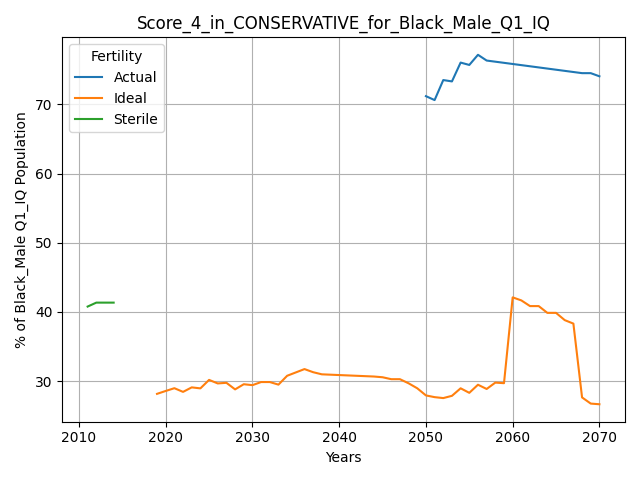 Score_4_in_CONSERVATIVE_for_Black_Male_Q1_IQ
Fertility
Actual
Ideal
Sterile
% of Black_Male Q1_IQ Population
70
60
50
40
30
2010 2020 2030 2040 2050 2060 2070
Years